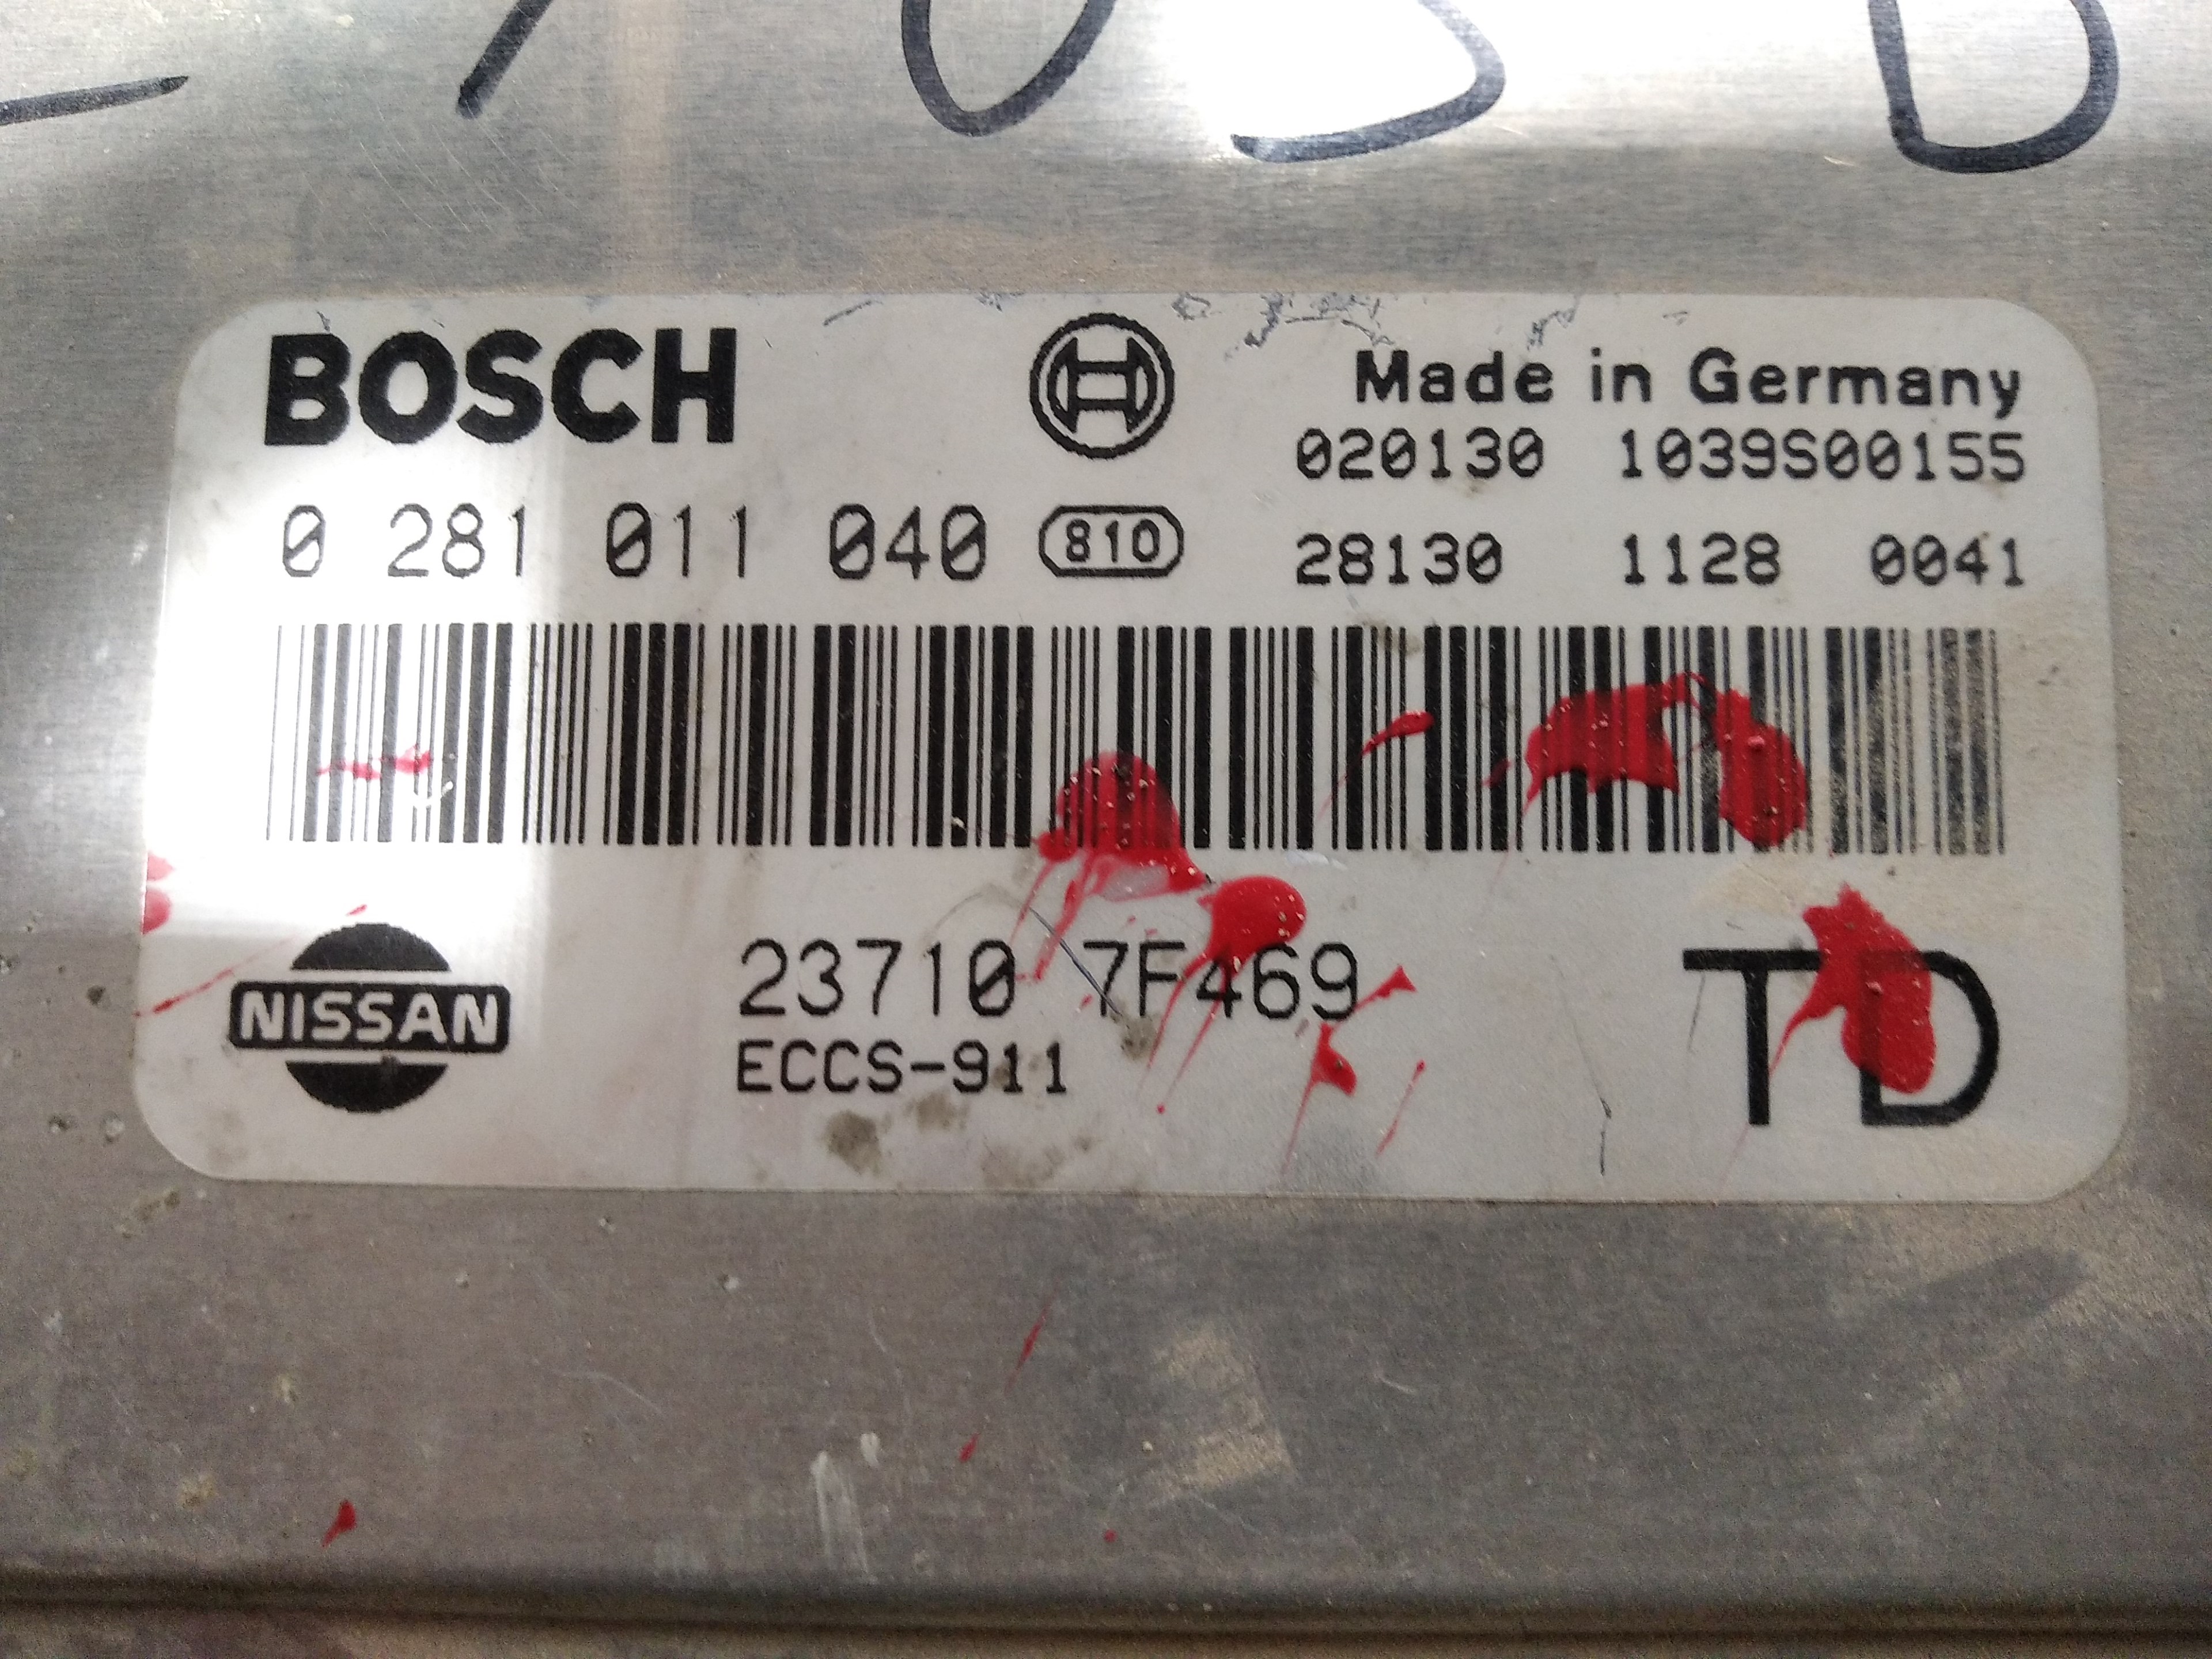 BOSCH
Made in Germany
020130 1039S00155
0 281 011 040 810
28130 1128 0041
NISSAN
23710 7F469
ECCS-911
TD